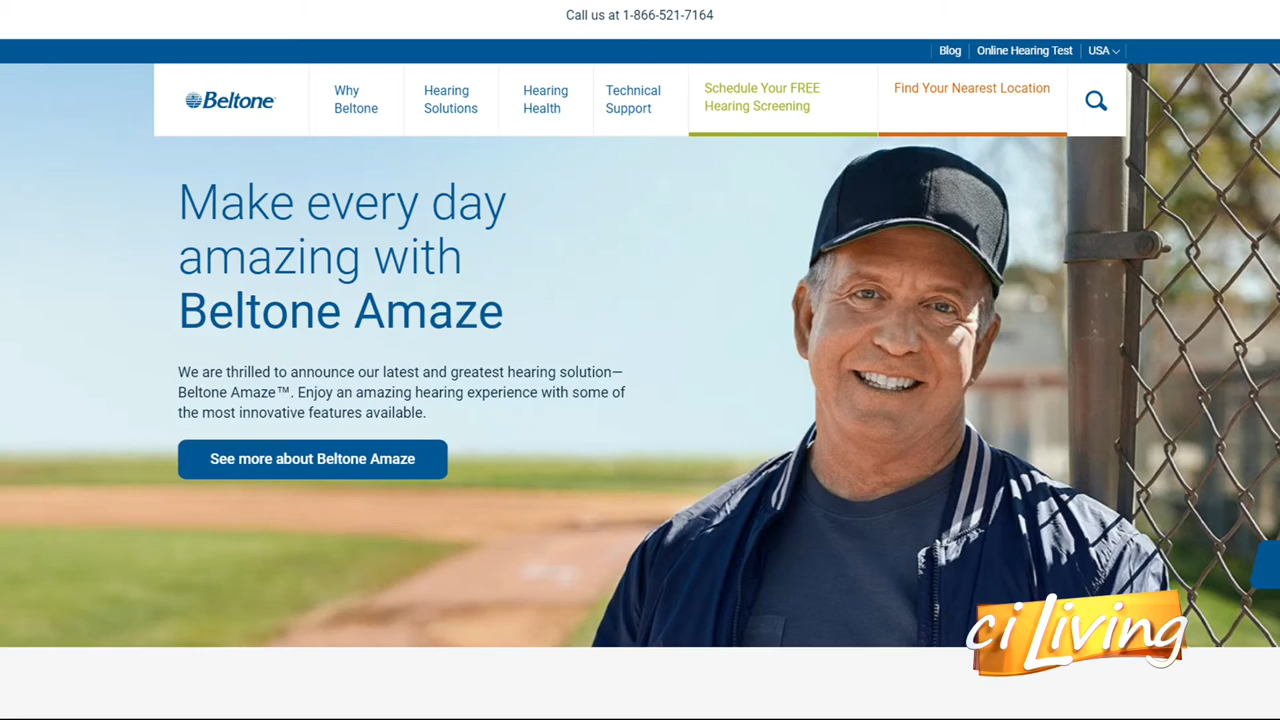 Call us at 1-866-521-7164
Blog
Online Hearing Test
USA
Beltone
Why
Beltone
Hearing
Solutions
Hearing
Health
Technical
Support
Schedule Your FREE
Hearing Screening
Find Your Nearest Location
Make every day
amazing with
Beltone Amaze
We are thrilled to announce our latest and greatest hearing solution—
Beltone Amaze™. Enjoy an amazing hearing experience with some of
the most innovative features available.
See more about Beltone Amaze
ci Living